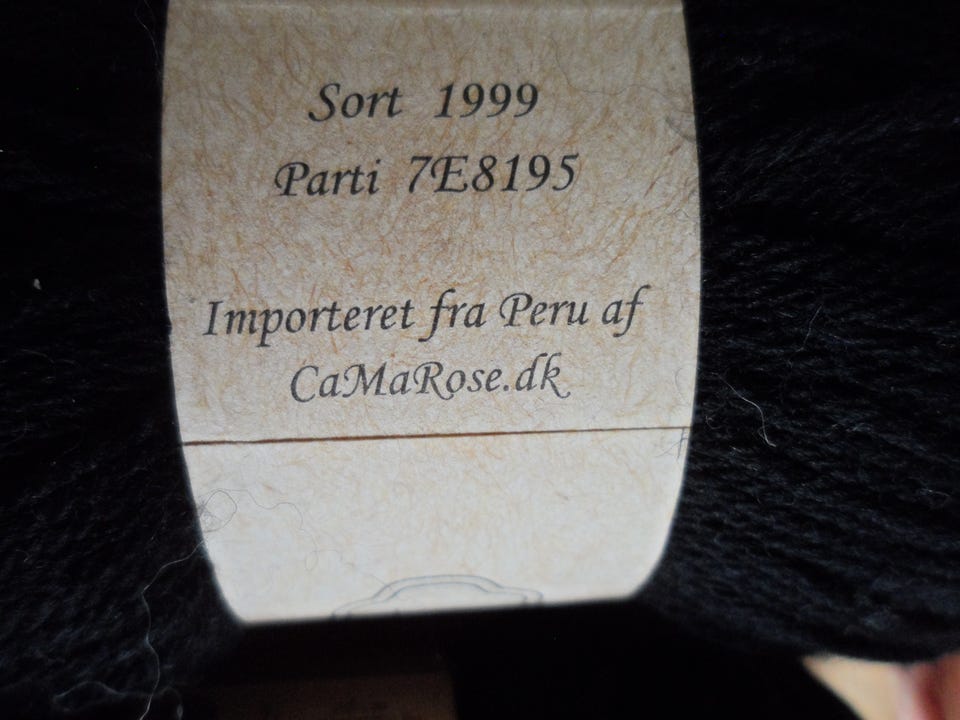 Sort 1999
Parti 7E8195
Importeret fra Peru af
CaMaRose.dk